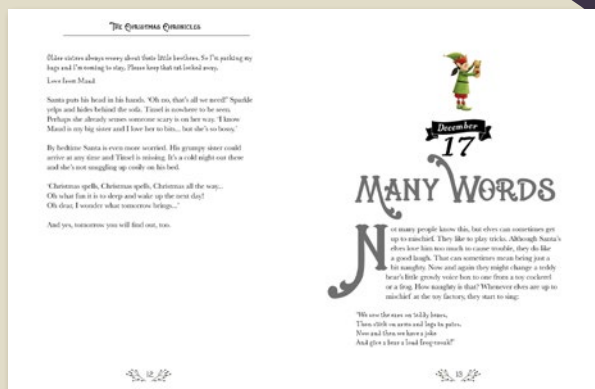 The Christmas Chronicles
Older sisters always worry about their little brothers. So I'm packing my
bags and I'm coming to stay. Please keep that cat locked away.
Love from Maud
Santa puts his head in his hands. 'Oh no, that's all we need!' Sparkle
yelps and hides behind the sofa. Tinsel is nowhere to be seen.
Perhaps she already senses someone scary is on her way. 'I know
Maud is my big sister and I love her to bits... but she's so bossy.'
By bedtime Santa is even more worried. His grumpy sister could
arrive at any time and Tinsel is missing. It's a cold night out there
and she's not snuggling up cosily on his bed.
'Christmas spells, Christmas spells, Christmas all the way...
Oh what fun it is to sleep and wake up the next day!
Oh dear, I wonder what tomorrow brings...'
And yes, tomorrow you will find out, too.
12
December
17
Many Words
Not many people know this, but elves can sometimes get
up to mischief. They like to play tricks. Although Santa's
elves love him too much to cause trouble, they do like
a good laugh. That can sometimes mean being just a
bit naughty. Now and again they might change a teddy
bear's little growly voice box to one from a toy cockerel
or a frog. How naughty is that? Whenever elves are up to
mischief at the toy factory, they start to sing:
"We sew the ears on teddy bears,
Then stitch on arms and legs in pairs.
Now and then we have a joke
And give a bear a loud frog-croak!"
13